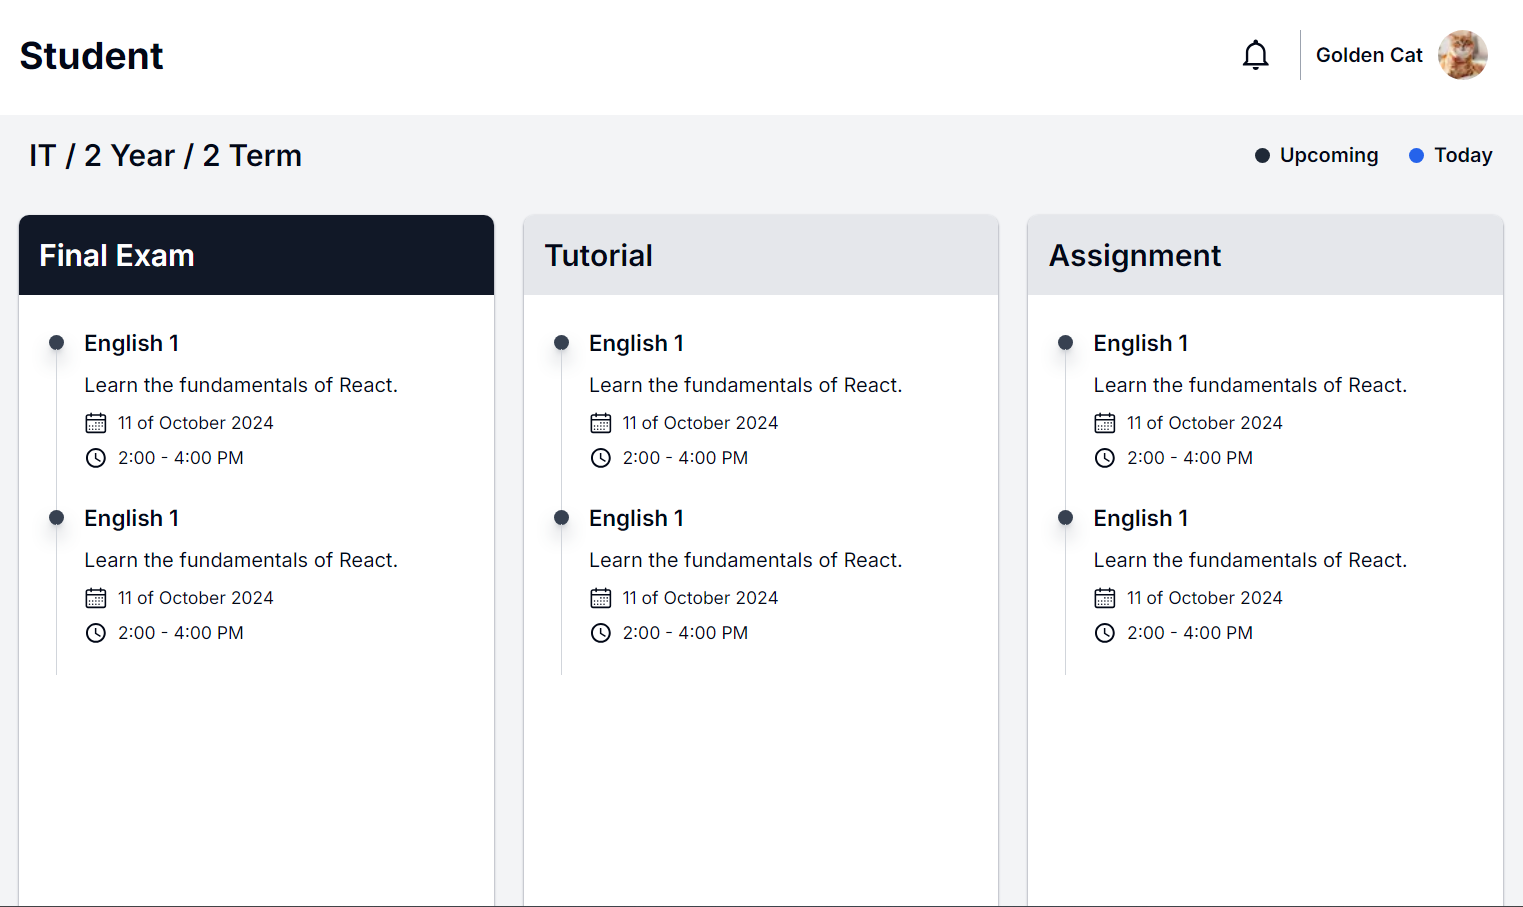 Student
Golden Cat
IT / 2 Year / 2 Term
Upcoming
Today
Final Exam
English 1
Learn the fundamentals of React.
11 of October 2024
2:00 - 4:00 PM
English 1
Learn the fundamentals of React.
11 of October 2024
2:00 - 4:00 PM
Tutorial
English 1
Learn the fundamentals of React.
11 of October 2024
2:00 - 4:00 PM
English 1
Learn the fundamentals of React.
11 of October 2024
2:00 - 4:00 PM
Assignment
English 1
Learn the fundamentals of React.
11 of October 2024
2:00 - 4:00 PM
English 1
Learn the fundamentals of React.
11 of October 2024
2:00 - 4:00 PM